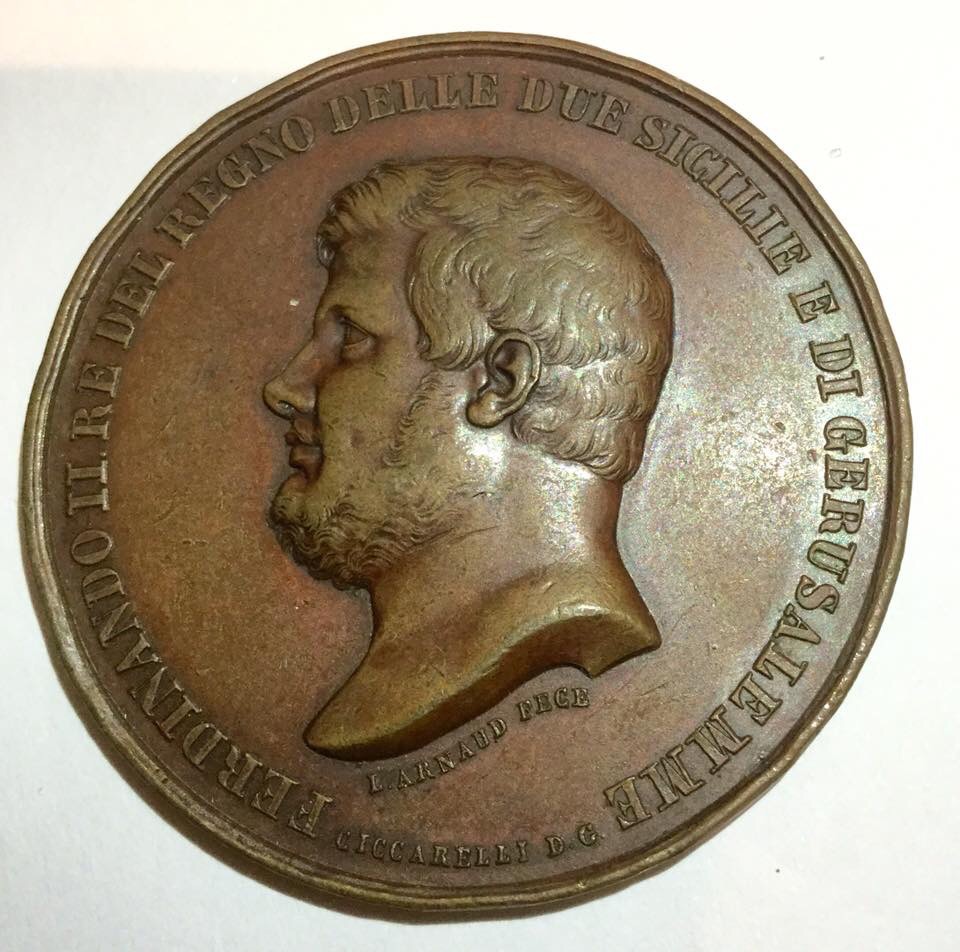 FERDINANDO II. RE DEL REGNO DELLE DUE SICILIE E DI GERUSALEMME
L. ARNAUD FECE
CICCARELLI D. G.